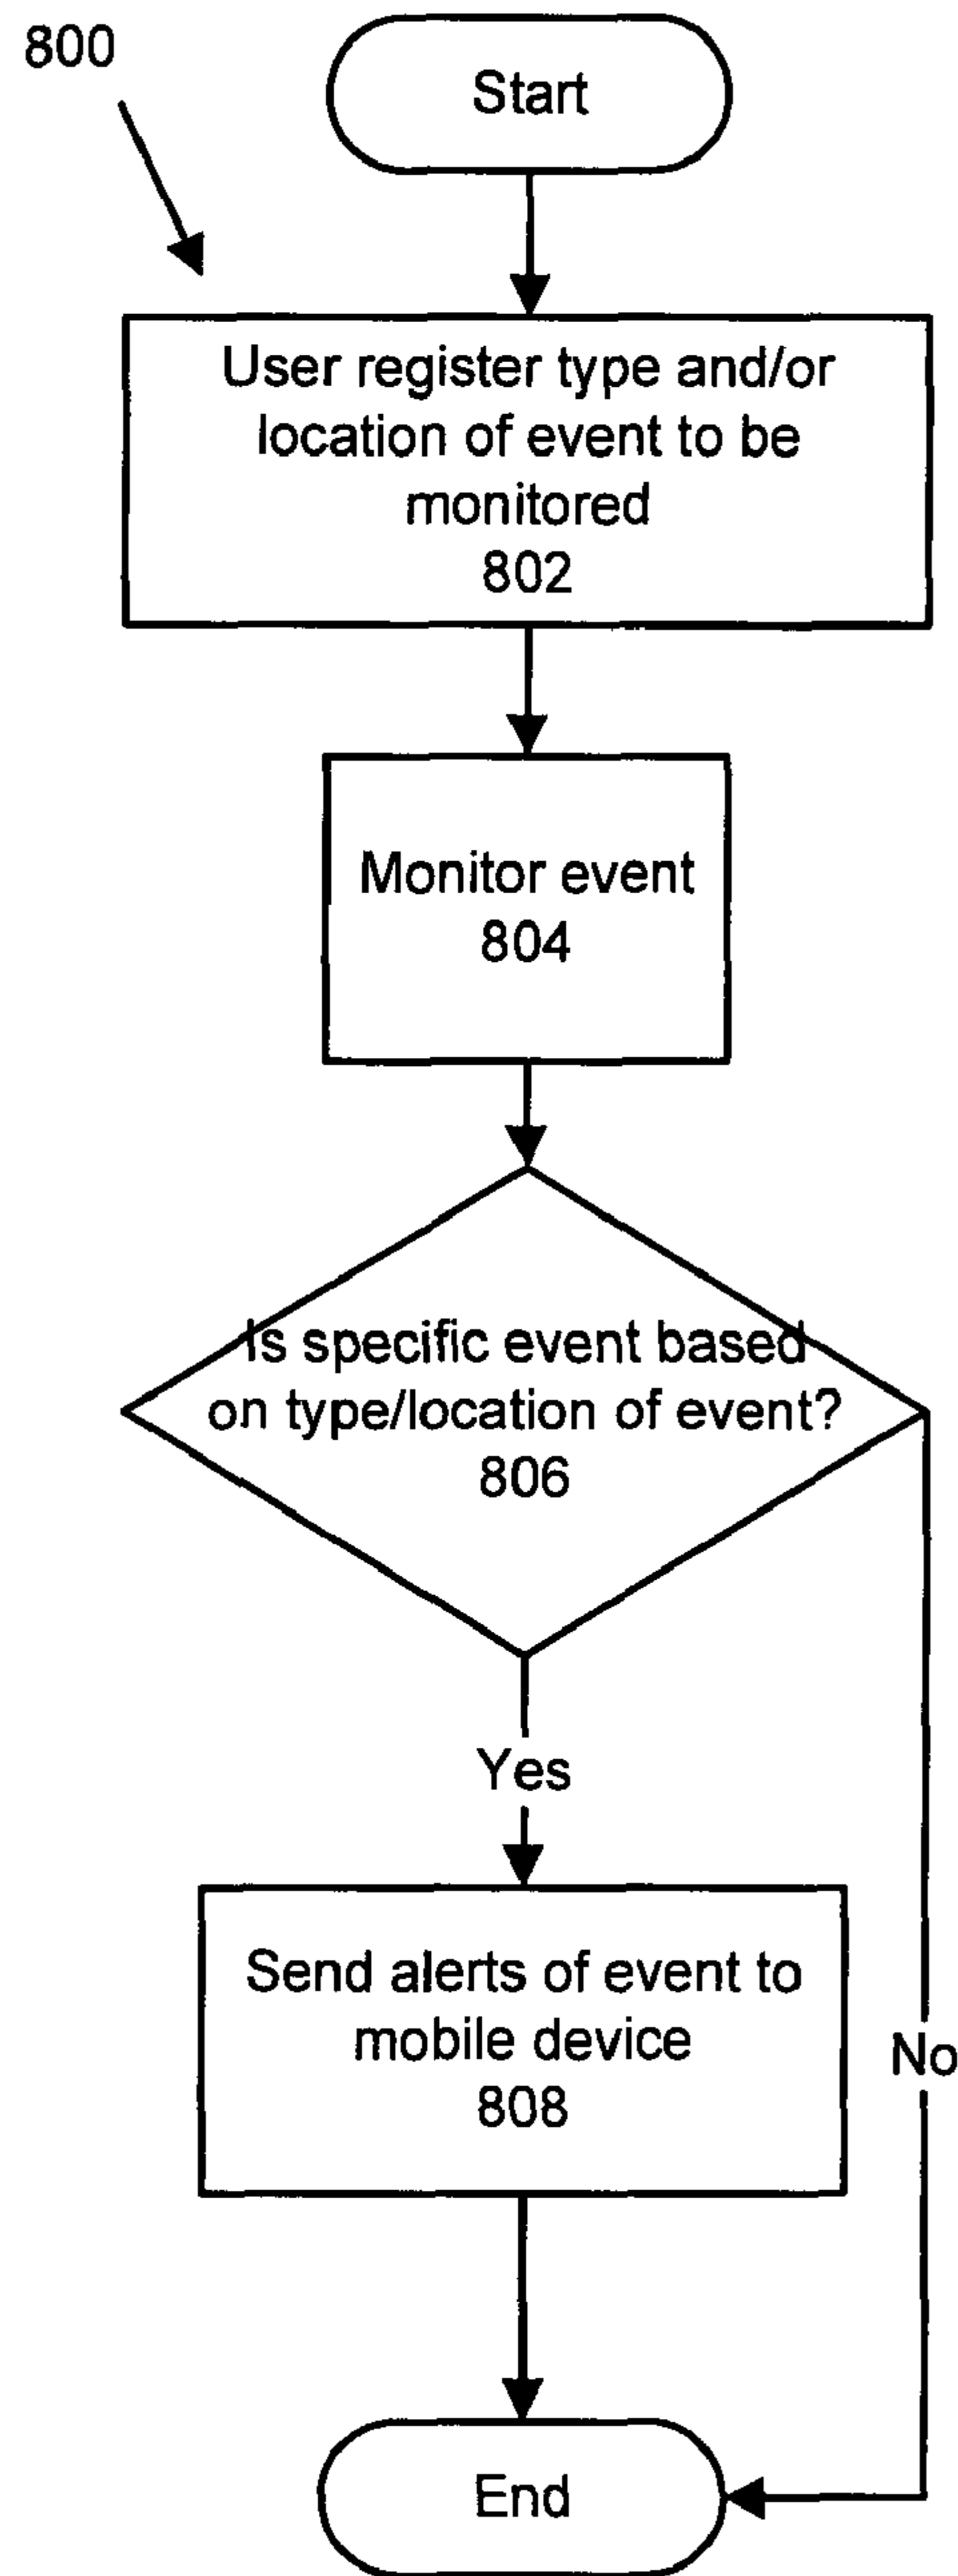 800
Start
User register type and/or
location of event to be
monitored
802
Monitor event
804
Is specific event based
on type/location of event?
806
Yes
Send alerts of event to
mobile device
808
No
End